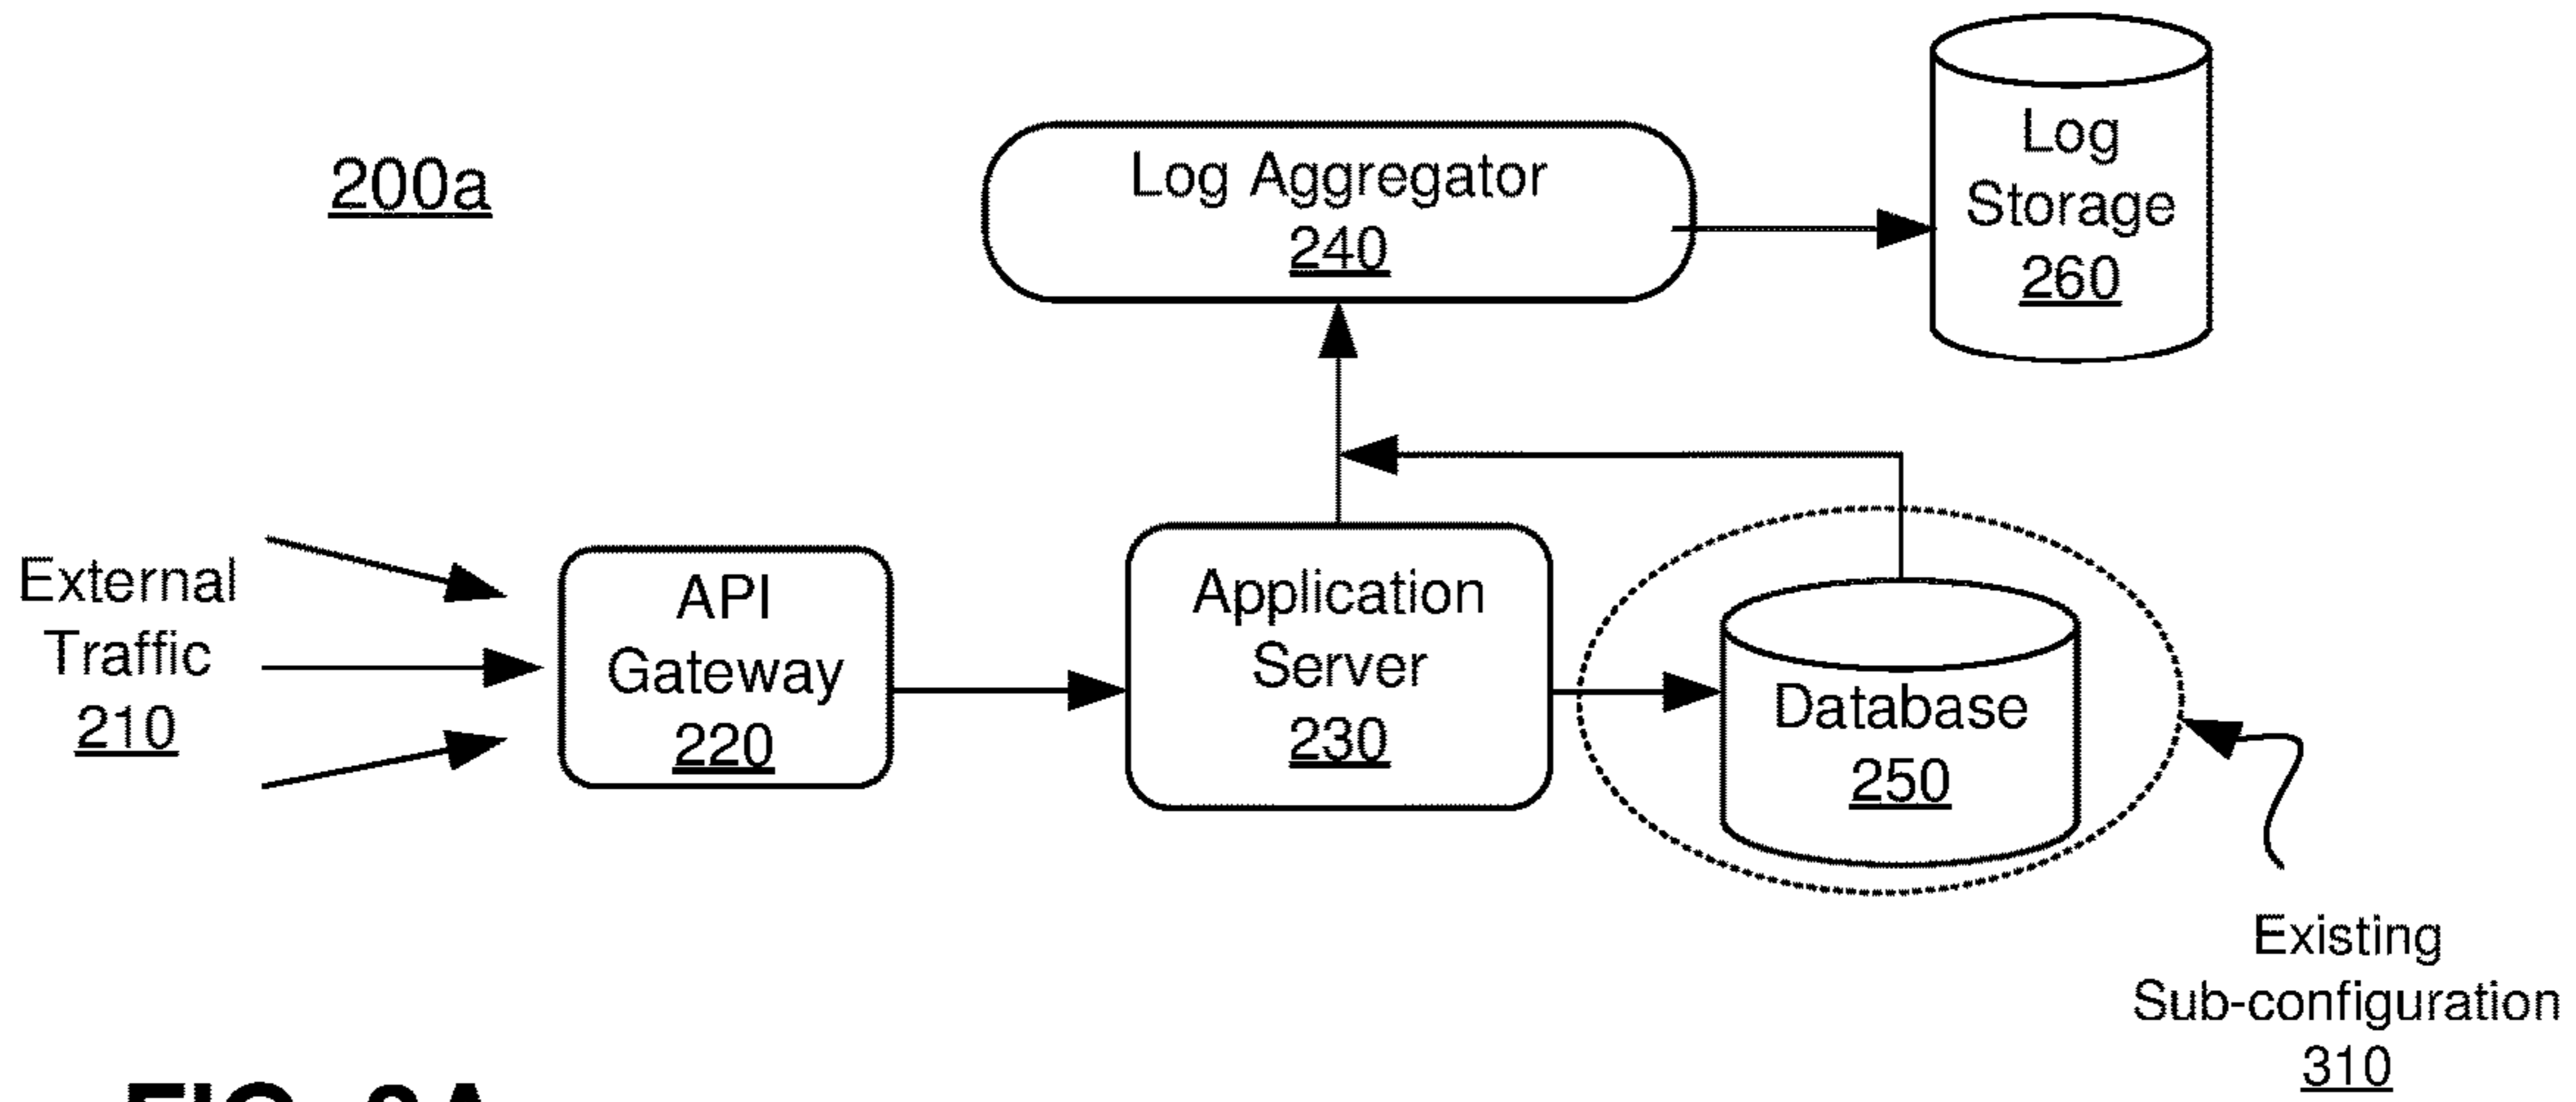 200a
Log Aggregator
240
Log
Storage
260
External
Traffic
210
API
Gateway
220
Application
Server
230
Database
250
Existing
Sub-configuration
310